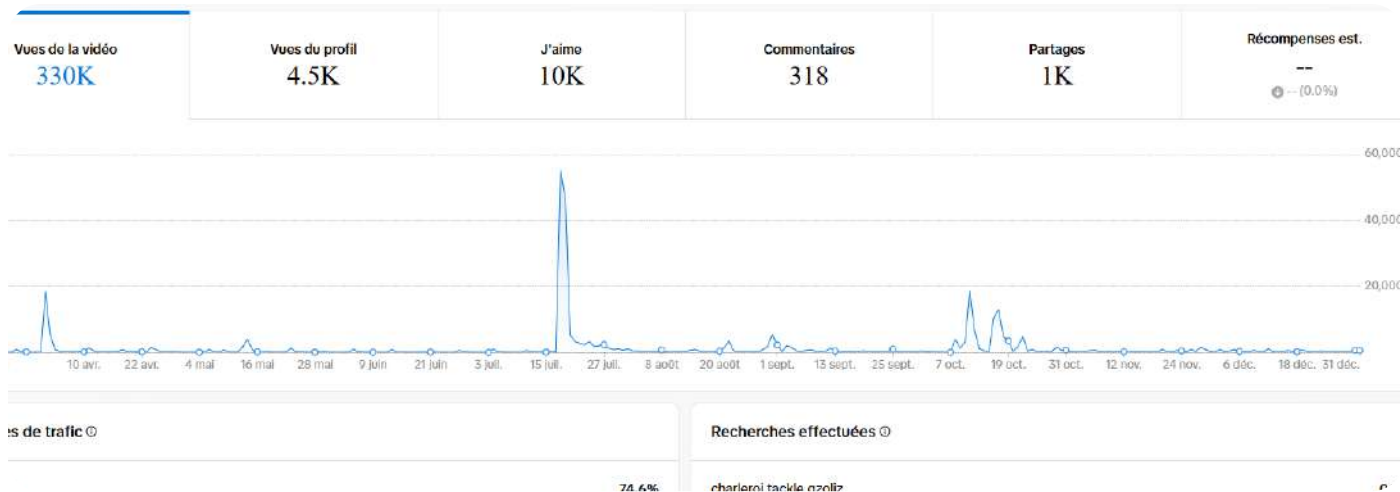 Vues de la vidéo
330K
Vues du profil
4.5K
J'aime
10K
Commentaires
318
Partages
1K
Récompenses est.
--
-- (0.0%)
60,000
40,000
20,000
10 avr. 22 avr. 4 mai 16 mai 28 mai 9 juin 21 juin 3 juil. 15 juil. 27 juil. 8 août 20 août 1 sept. 13 sept. 25 sept. 7 oct. 19 oct. 31 oct. 12 nov. 24 nov. 6 déc. 18 déc. 31 déc.
es de trafic
Recherches effectuées
74.6%
charleroi tackle gzoliz